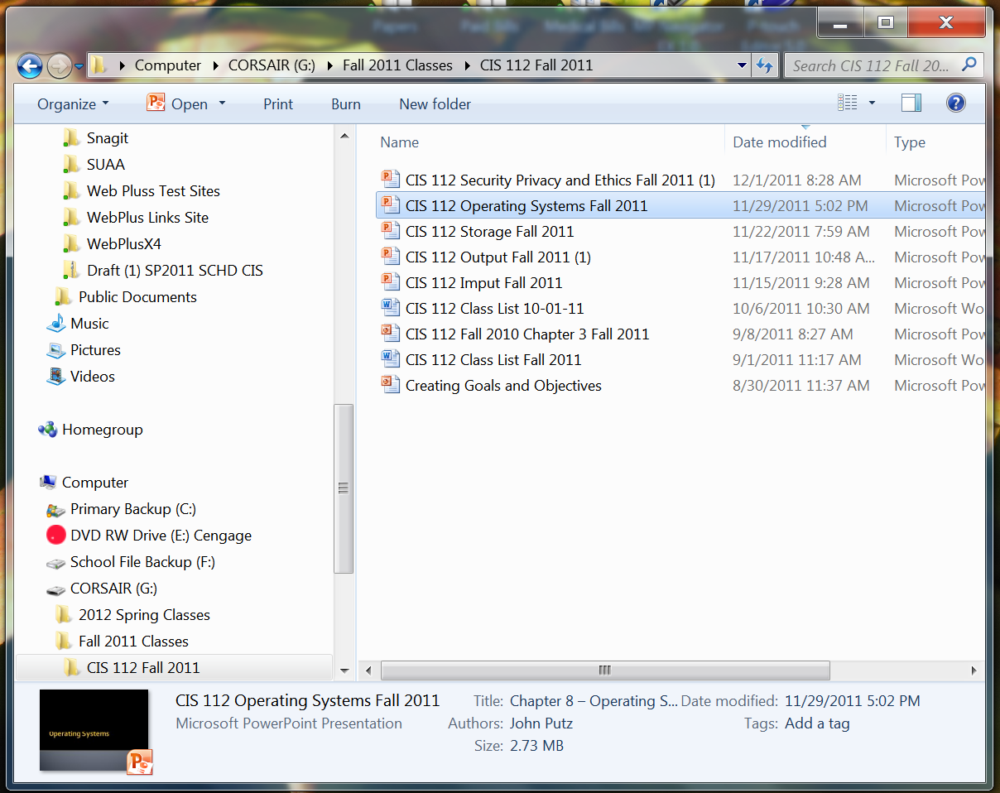 Papers Paid Bills Medical Bills
Computer CORSAIR (G:) Fall 2011 Classes CIS 112 Fall 2011 Search CIS 112 Fall 20...
Organize Open Print Burn New folder
Snagit
SUAA
Web Pluss Test Sites
WebPlus Links Site
WebPlusX4
Draft (1) SP2011 SCHD CIS
Public Documents
Music
Pictures
Videos
Homegroup
Computer
Primary Backup (C:)
DVD RW Drive (E:) Cengage
School File Backup (F:)
CORSAIR (G:)
2012 Spring Classes
Fall 2011 Classes
CIS 112 Fall 2011
Name Date modified Type
CIS 112 Security Privacy and Ethics Fall 2011 (1) 12/1/2011 8:28 AM Microsoft Pow
CIS 112 Operating Systems Fall 2011 11/29/2011 5:02 PM Microsoft Pow
CIS 112 Storage Fall 2011 11/22/2011 7:59 AM Microsoft Pow
CIS 112 Output Fall 2011 (1) 11/17/2011 10:48 A... Microsoft Pow
CIS 112 Imput Fall 2011 11/15/2011 9:28 AM Microsoft Pow
CIS 112 Class List 10-01-11 10/6/2011 10:30 AM Microsoft Wo
CIS 112 Fall 2010 Chapter 3 Fall 2011 9/8/2011 8:27 AM Microsoft Pow
CIS 112 Class List Fall 2011 9/1/2011 11:17 AM Microsoft Wo
Creating Goals and Objectives 8/30/2011 11:37 AM Microsoft Pow
Operating Systems
CIS 112 Operating Systems Fall 2011 Title: Chapter 8 – Operating S... Date modified: 11/29/2011 5:02 PM
Microsoft PowerPoint Presentation Authors: John Putz Tags: Add a tag
Size: 2.73 MB